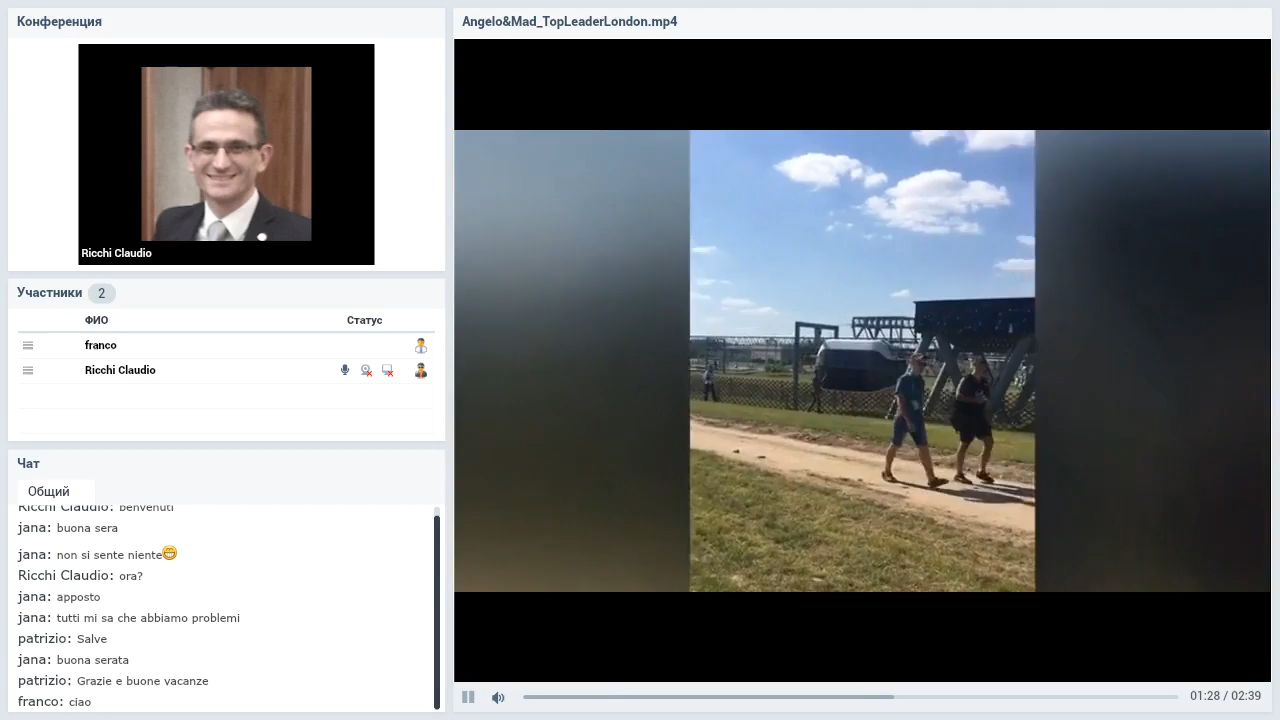 Конференция
Ricchi Claudio
Участники 2
ФИО Статус
franco
Ricchi Claudio
Чат
Общий
Ricchi Claudio: benvenuti
jana: buona sera
jana: non si sente niente
Ricchi Claudio: ora?
jana: apposto
jana: tutti mi sa che abbiamo problemi
patrizio: Salve
jana: buona serata
patrizio: Grazie e buone vacanze
franco: ciao
Angelo&Mad_TopLeaderLondon.mp4
01:28 / 02:39